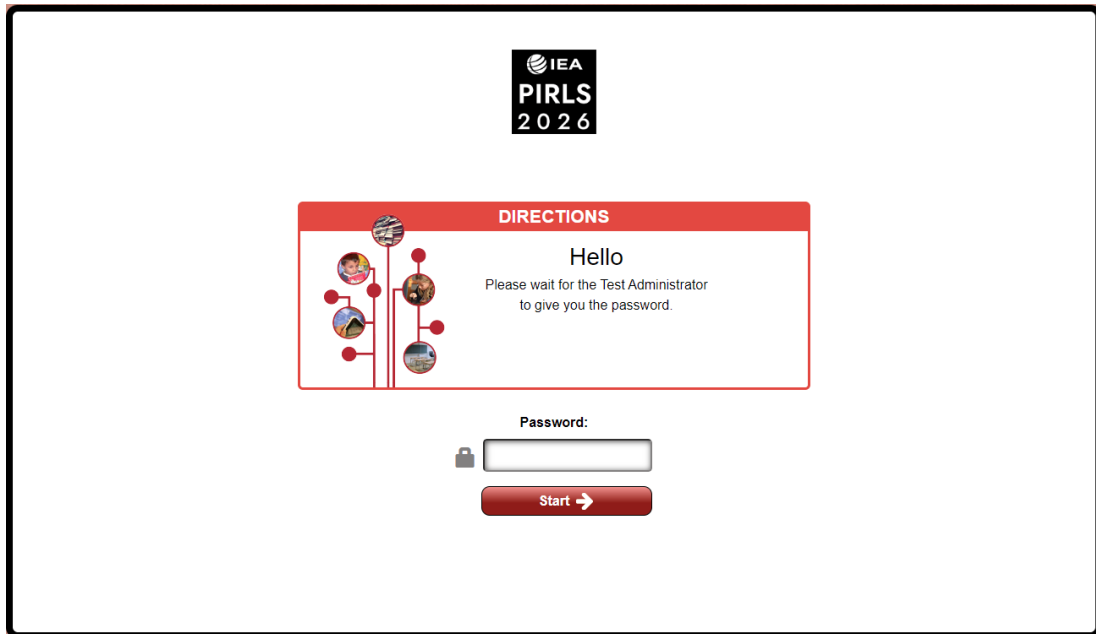 IEA
PIRLS
2026
DIRECTIONS
Hello
Please wait for the Test Administrator
to give you the password.
Password:
Start